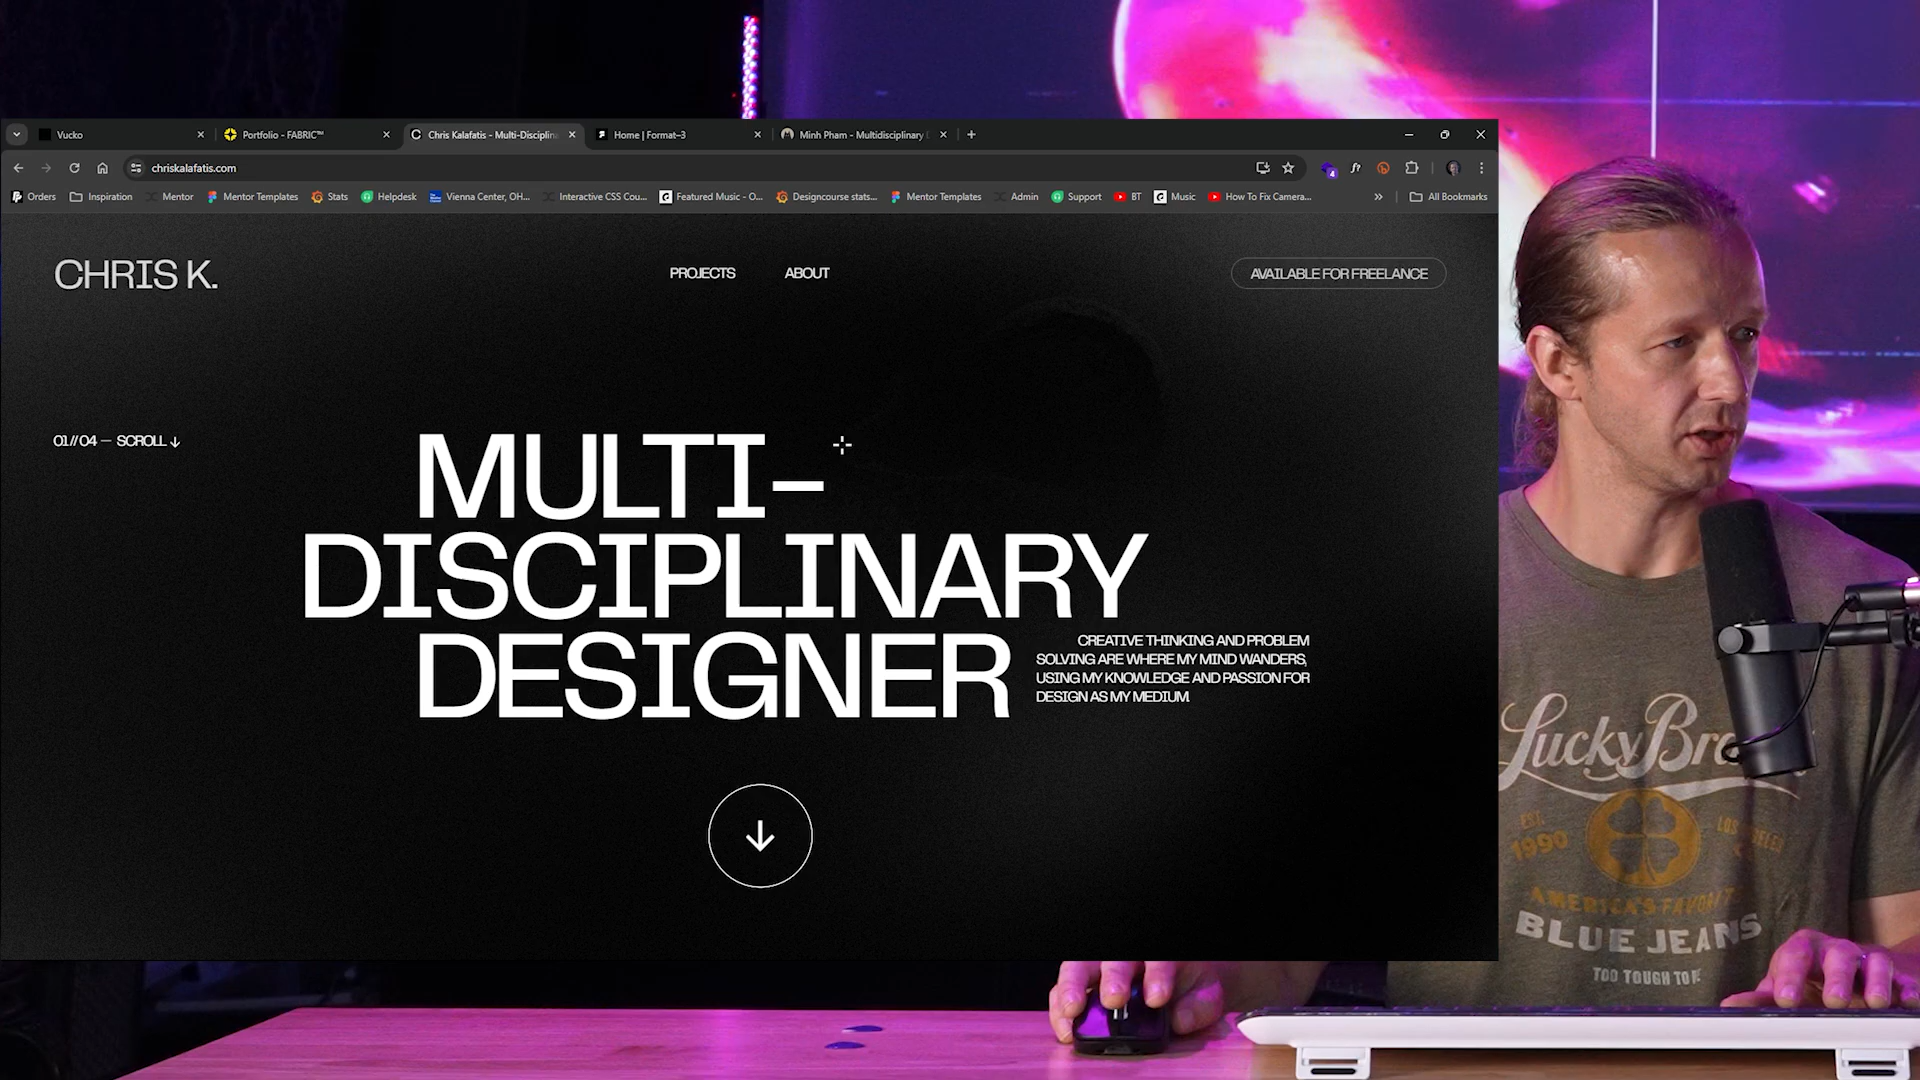 Vucko
Portfolio - FABRIC™
Chris Kalafatis - Multi-Disciplin
Home | Format–3
Minh Pham - Multidisciplinary
chriskalafatis.com
4
Orders
Inspiration
Mentor
Mentor Templates
Stats
Helpdesk
Vienna Center, OH...
Interactive CSS Cou...
Featured Music - O...
Designcourse stats...
Mentor Templates
Admin
Support
BT
Music
How To Fix Camera...
All Bookmarks
CHRIS K.
PROJECTS
ABOUT
AVAILABLE FOR FREELANCE
01//04 — SCROLL ↓
MULTI–
DISCIPLINARY
DESIGNER
CREATIVE THINKING AND PROBLEM
SOLVING ARE WHERE MY MIND WANDERS,
USING MY KNOWLEDGE AND PASSION FOR
DESIGN AS MY MEDIUM.
Lucky
EST.
1990
AMERICA'S
BLUE JEANS
TOO TOUGH TO